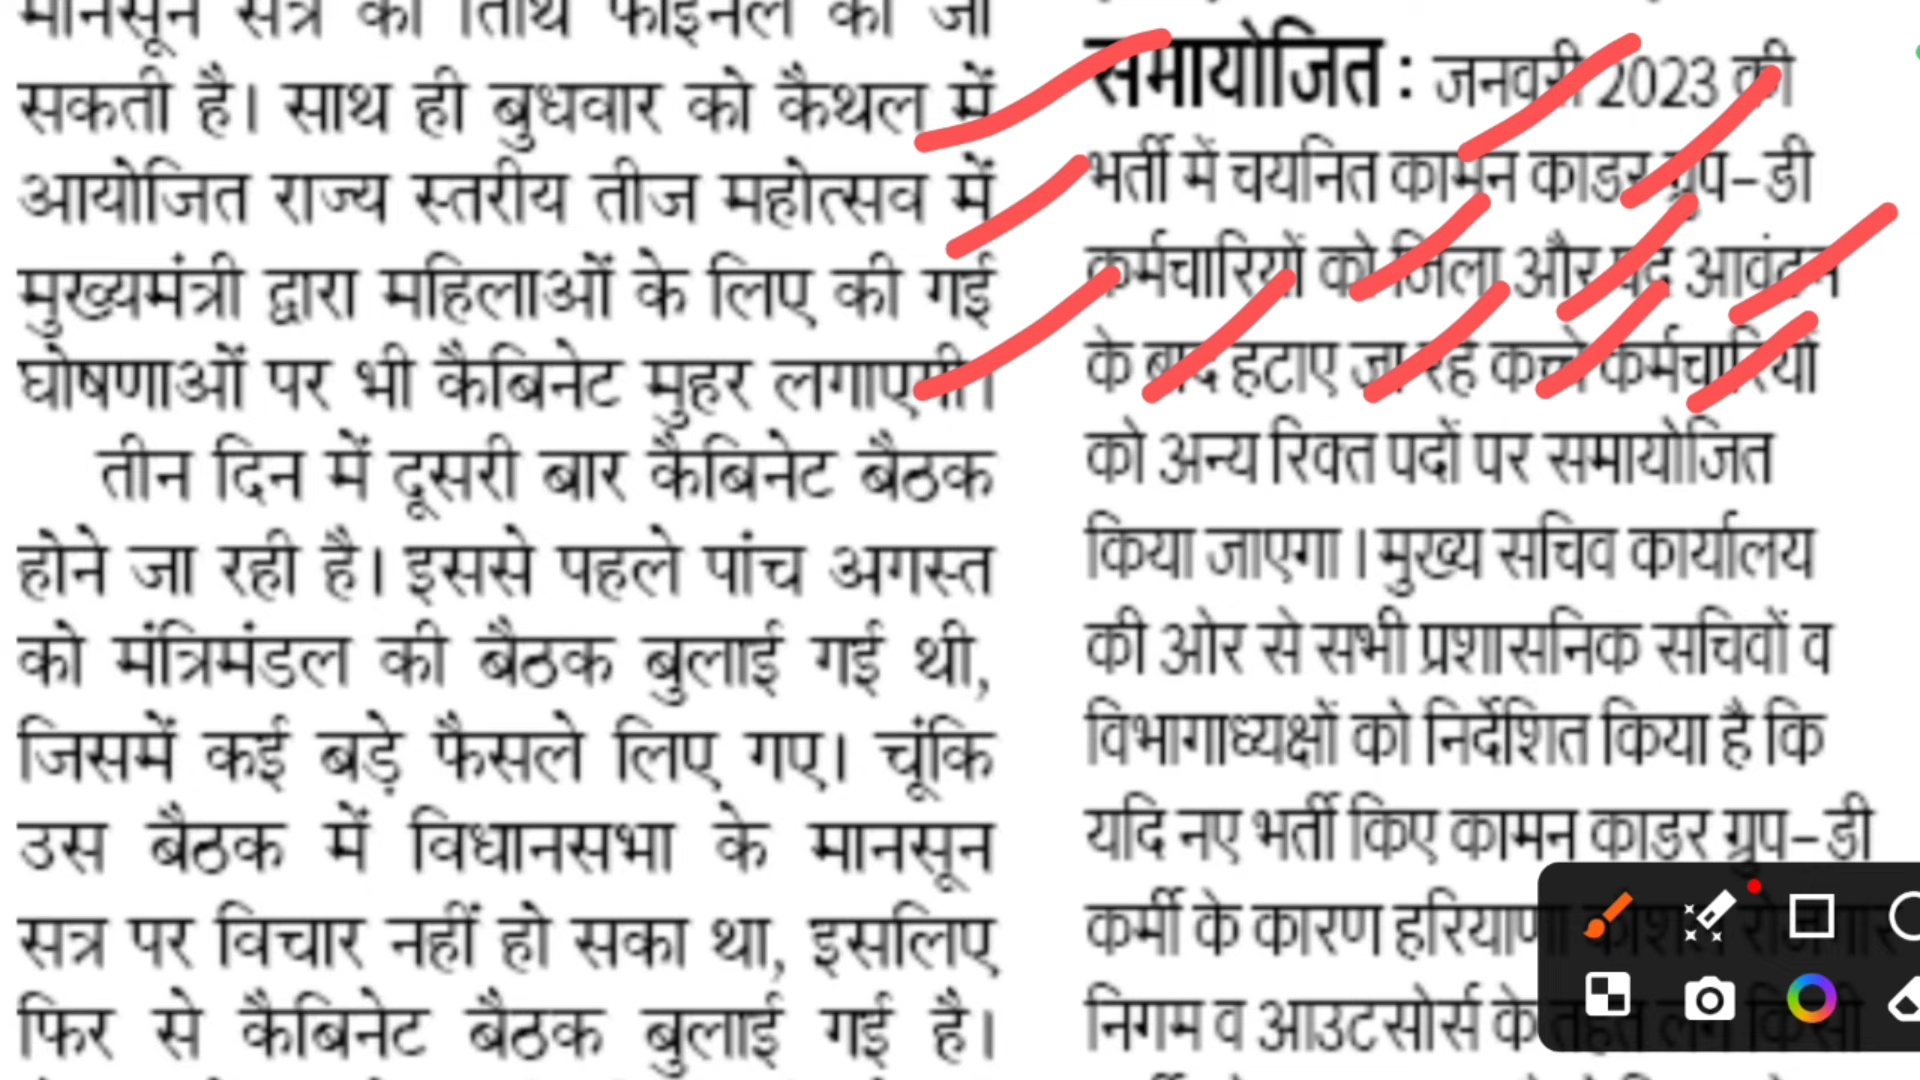 मानसून सत्र की तिथि फाइनल की जा
सकती है। साथ ही बुधवार को कैथल में
आयोजित राज्य स्तरीय तीज महोत्सव में
मुख्यमंत्री द्वारा महिलाओं के लिए की गई
घोषणाओं पर भी कैबिनेट मुहर लगाएगी।
तीन दिन में दूसरी बार कैबिनेट बैठक
होने जा रही है। इससे पहले पांच अगस्त
को मंत्रिमंडल की बैठक बुलाई गई थी,
जिसमें कई बड़े फैसले लिए गए। चूंकि
उस बैठक में विधानसभा के मानसून
सत्र पर विचार नहीं हो सका था, इसलिए
फिर से कैबिनेट बैठक बुलाई गई है।
समायोजित : जनवरी 2023 की
भर्ती में चयनित कामन काडर ग्रुप-डी
कर्मचारियों को जिला और पद आवंटन
के बाद हटाए जा रहे कच्चे कर्मचारियों
को अन्य रिक्त पदों पर समायोजित
किया जाएगा। मुख्य सचिव कार्यालय
की ओर से सभी प्रशासनिक सचिवों व
विभागाध्यक्षों को निर्देशित किया है कि
यदि नए भर्ती किए कामन काडर ग्रुप-डी
कर्मी के कारण हरियाणा कौशल रोजगार
निगम व आउटसोर्स के तहत लगे किसी